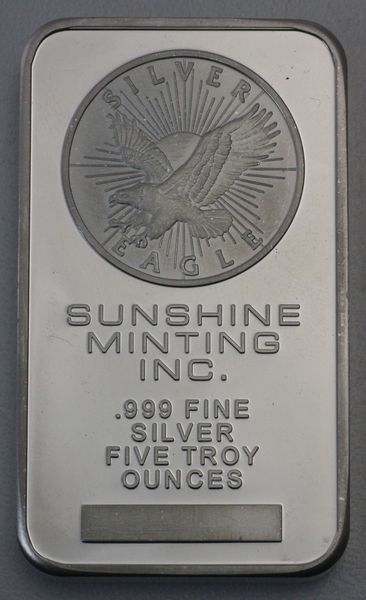 SILVER
EAGLE
SUNSHINE
MINTING
INC.
.999 FINE
SILVER
FIVE TROY
OUNCES